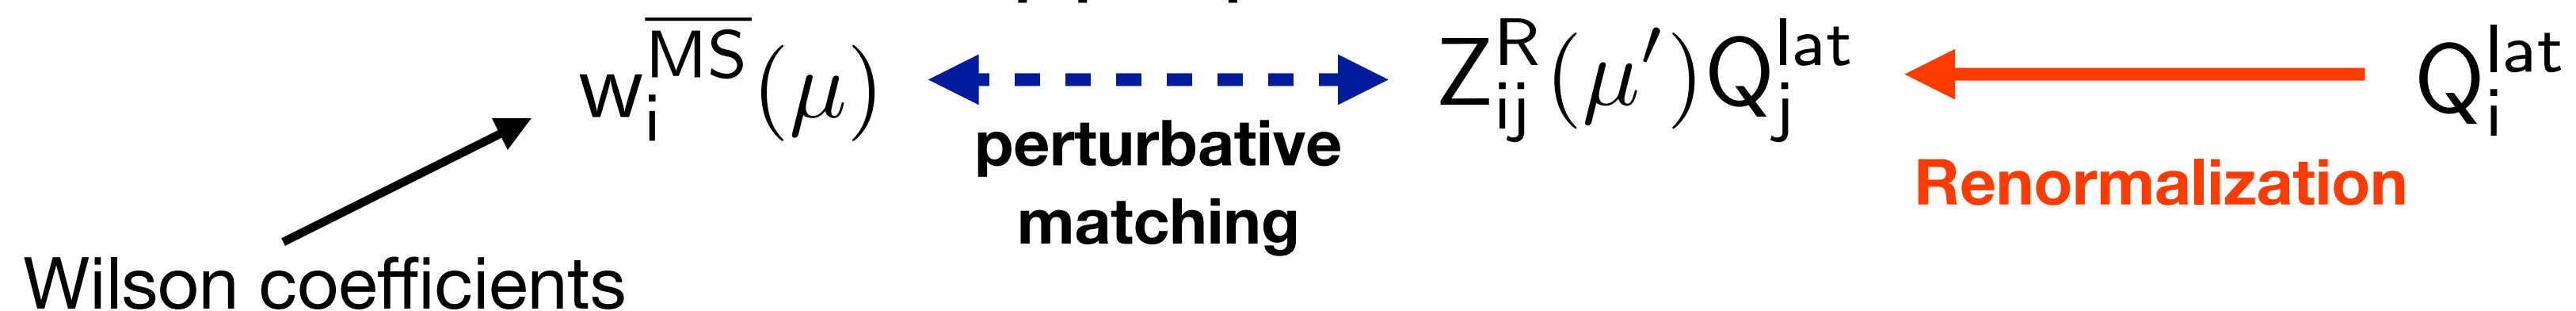 w_i^{\overline{MS}}(μ) Z_{ij}^R(μ′)Q_j^{lat} Q_i^{lat}
perturbative
matching
Renormalization
Wilson coefficients